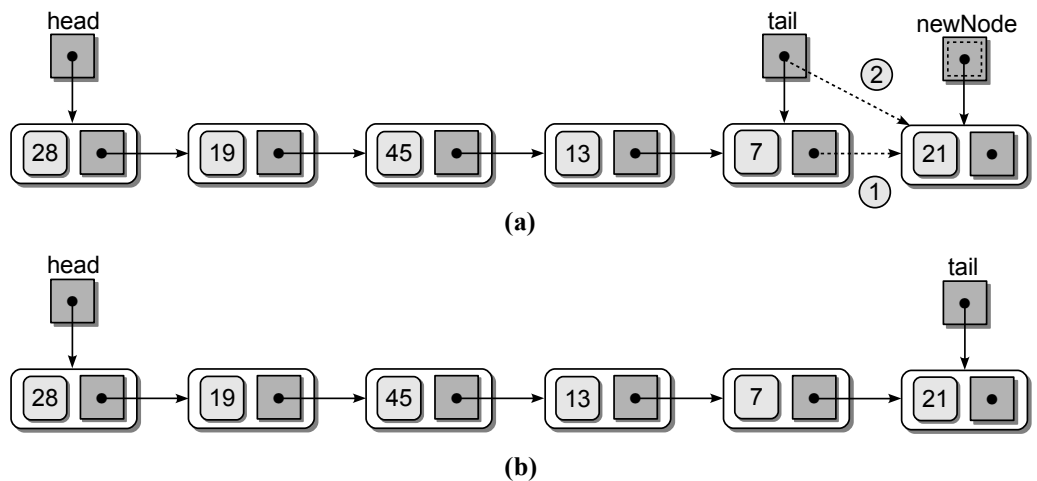 head tail newNode
2
28 19 45 13 7 21
1
(a)
head tail
28 19 45 13 7 21
(b)